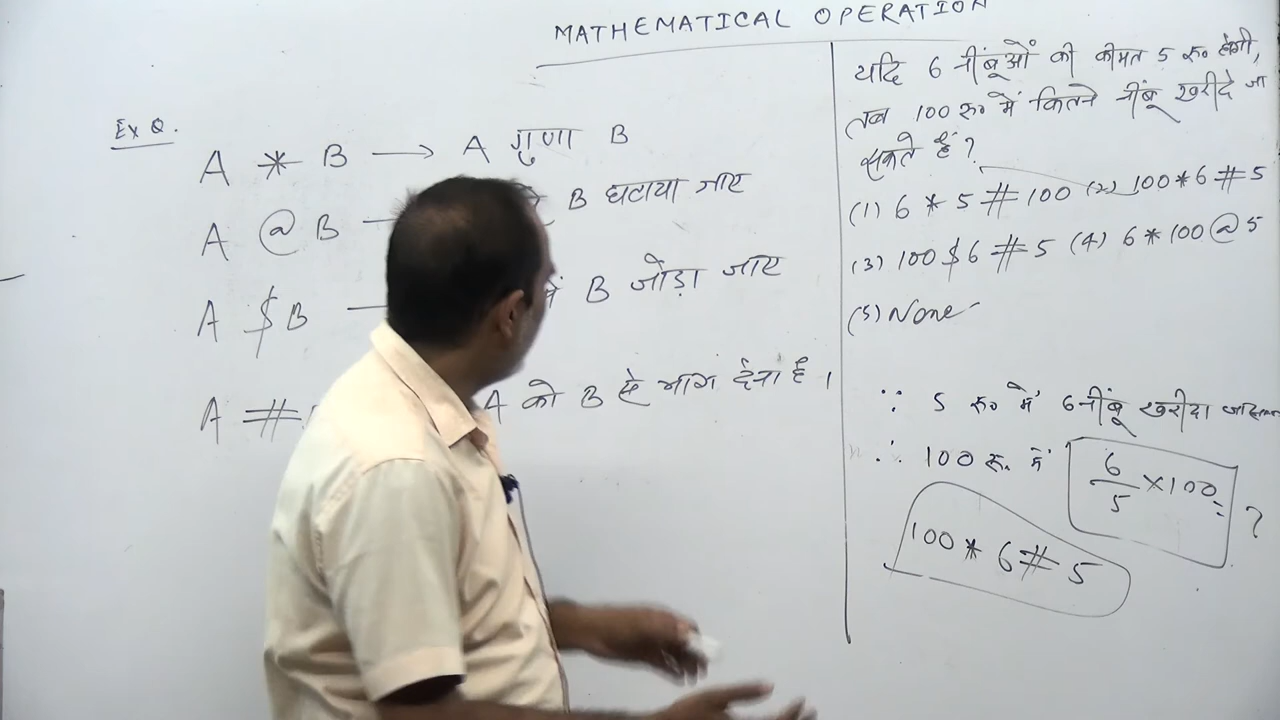 MATHEMATICAL OPERATION
Ex Q.
A * B → A गुणा B
A @ B → B घटाया जाए
A $ B → में B जोड़ा जाए
A # A को B से भाग देना है।
यदि 6 नींबूओं की कीमत 5 रू० होगी,
तब 100 रू० में कितने नींबू खरीदे जा
सकते हैं?
(1) 6 * 5 # 100 (2) 100 * 6 # 5
(3) 100 $ 6 # 5 (4) 6 * 100 @ 5
(5) None
∵ 5 रू० में 6 नींबू खरीदा
∴ 100 रू. में 6/5 × 100 = ?
100 * 6 # 5